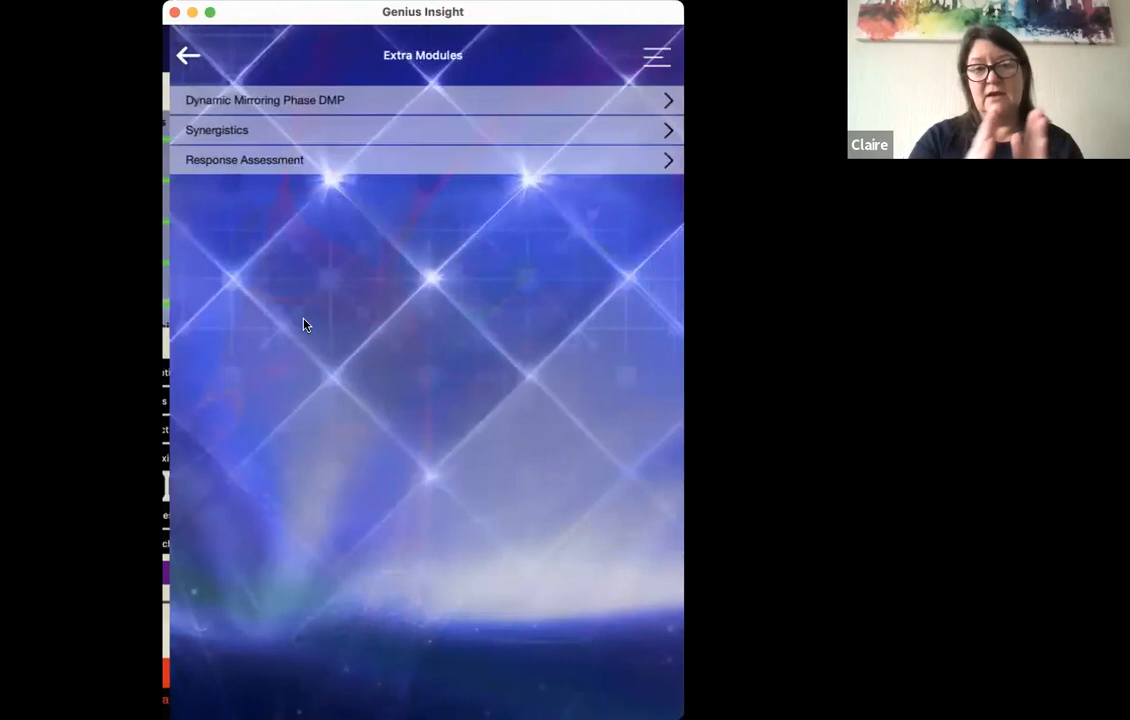 Genius Insight
Extra Modules
Dynamic Mirroring Phase DMP
Synergistics
Response Assessment
Claire